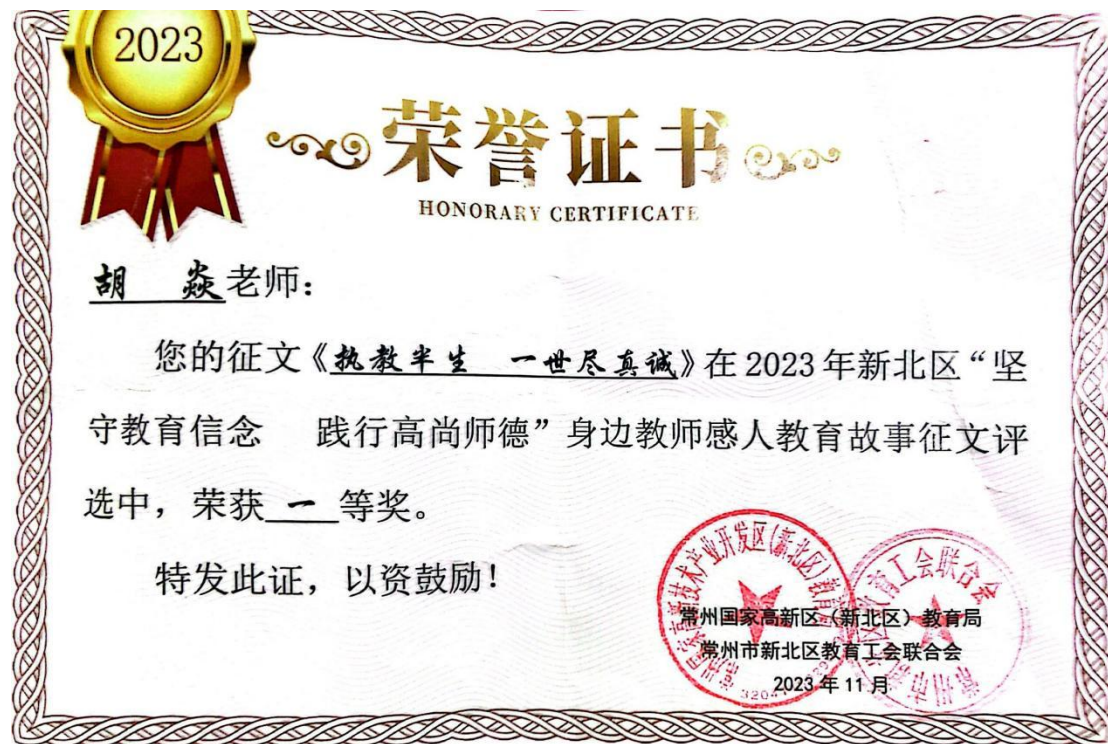 2023
荣誉证书
HONORARY CERTIFICATE
胡 焱老师：
您的征文《执教半生 一世尽真诚》在2023年新北区“坚
守教育信念 践行高尚师德”身边教师感人教育故事征文评
选中，荣获 一 等奖。
特发此证，以资鼓励！
常州国家高新区（新北区）教育局
常州市新北区教育工会联合会
2023年11月